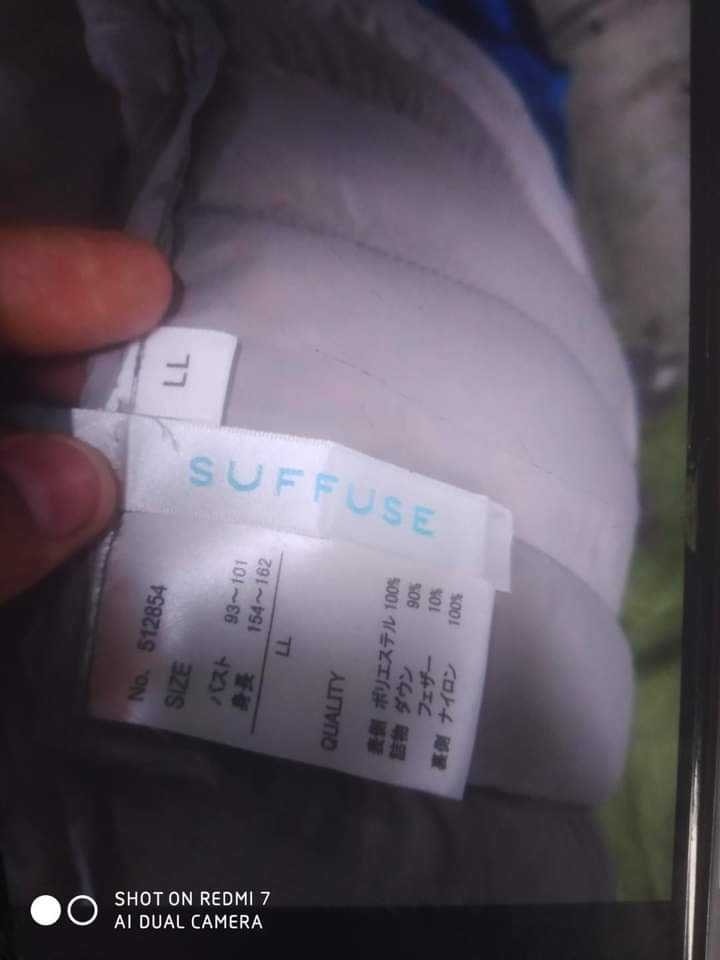 LL
SUFFUSE
No. 512854
SIZE
バスト 93～101
身長 154～162
LL
QUALITY
表側 ポリエステル 100%
詰物 ダウン 90%
フェザー 10%
裏側 ナイロン 100%
SHOT ON REDMI 7
AI DUAL CAMERA